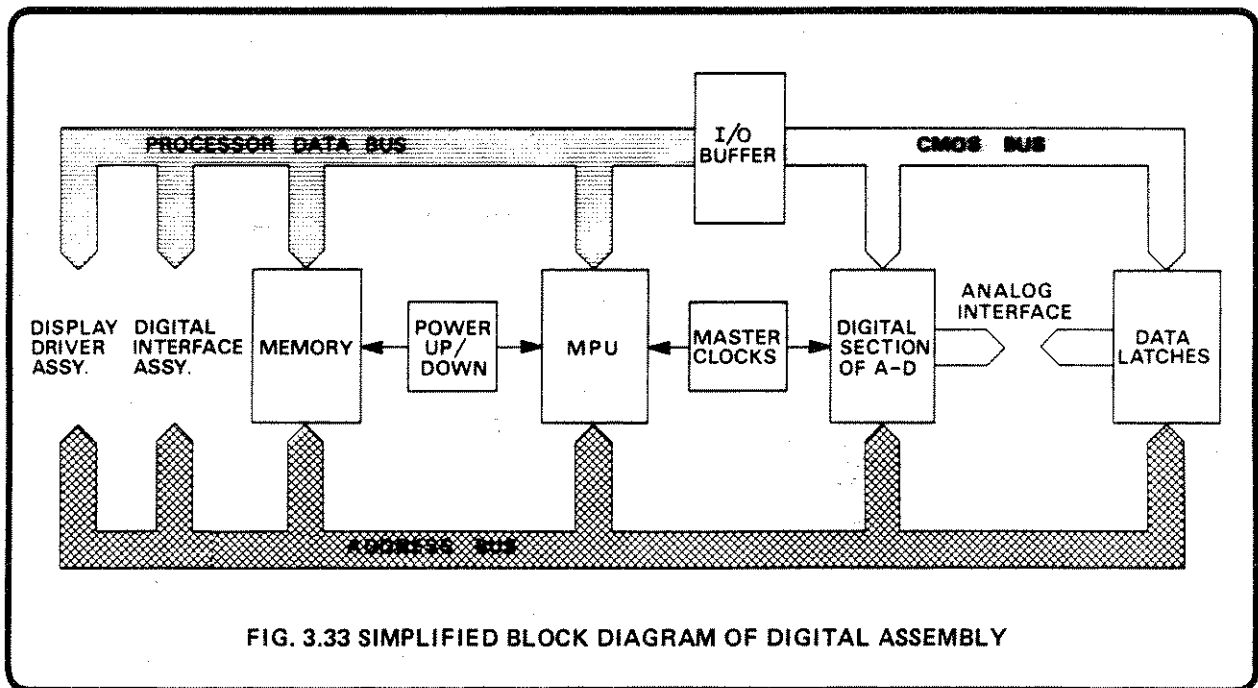 I/O
BUFFER
PROCESSOR DATA BUS
CMOS BUS
DISPLAY
DRIVER
ASSY.
DIGITAL
INTERFACE
ASSY.
MEMORY
POWER
UP/
DOWN
MPU
MASTER
CLOCKS
DIGITAL
SECTION
OF A-D
ANALOG
INTERFACE
DATA
LATCHES
ADDRESS BUS
FIG. 3.33 SIMPLIFIED BLOCK DIAGRAM OF DIGITAL ASSEMBLY